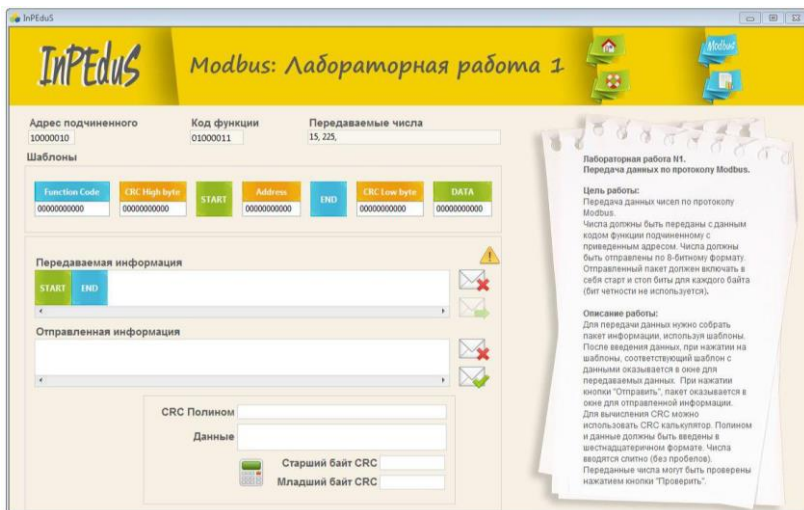 InPEduS
InPEduS
Modbus: Лабораторная работа 1
Modbus
Адрес подчиненного
Код функции
Передаваемые числа
10000010
01000011
15, 225,
Шаблоны
Function Code
CRC High byte
START
Address
END
CRC Low byte
DATA
00000000000
00000000000
00000000000
00000000000
00000000000
Передаваемая информация
START
END
Отправленная информация
CRC Полином
Данные
Старший байт CRC
Младший байт CRC
Лабораторная работа N1.
Передача данных по протоколу Modbus.
Цель работы:
Передача данных чисел по протоколу
Modbus.
Числа должны быть переданы с данным
кодом функции подчиненному с
приведенным адресом. Числа должны
быть отправлены по 8-битному формату.
Отправленный пакет должен включать в
себя старт и стоп биты для каждого байта
(бит четности не используется).
Описание работы:
Для передачи данных нужно собрать
пакет информации, используя шаблоны.
После введения данных, при нажатии на
шаблоны, соответствующий шаблон с
данными оказывается в окне для
передаваемых данных. При нажатии
кнопки "Отправить", пакет оказывается в
окне для отправленной информации.
Для вычисления CRC можно
использовать CRC калькулятор. Полином
и данные должны быть введены в
шестнадцатеричном формате. Числа
вводятся слитно (без пробелов).
Переданные числа могут быть проверены
нажатием кнопки "Проверить".